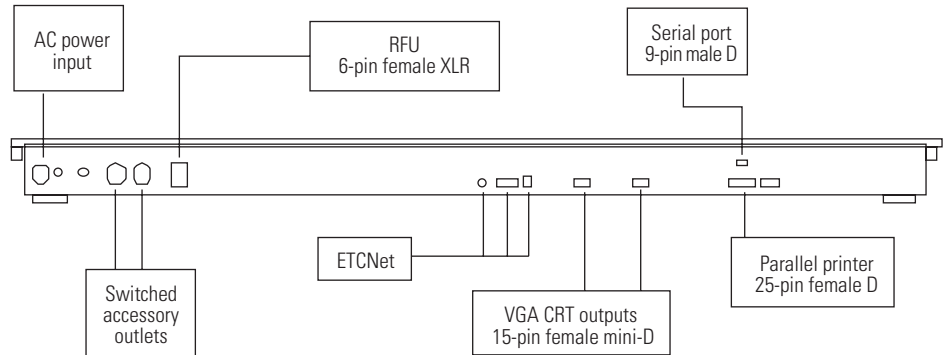 AC power
input
RFU
6-pin female XLR
Serial port
9-pin male D
ETCNet
Switched
accessory
outlets
VGA CRT outputs
15-pin female mini-D
Parallel printer
25-pin female D